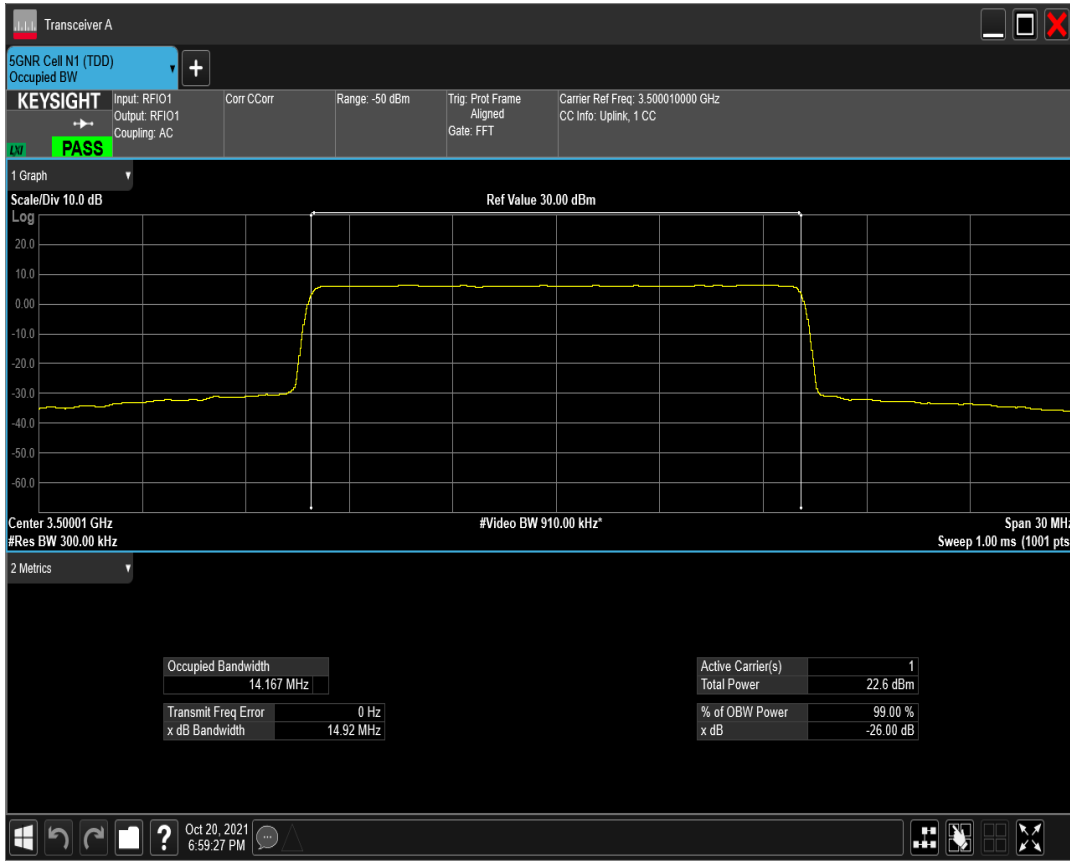 Transceiver A
5GNR Cell N1 (TDD)
Occupied BW
+
KEYSIGHT
LXI
PASS
Input: RFIO1
Output: RFIO1
Coupling: AC
Corr CCorr
Range: -50 dBm
Trig: Prot Frame
Aligned
Gate: FFT
Carrier Ref Freq: 3.500010000 GHz
CC Info: Uplink, 1 CC
1 Graph
Scale/Div 10.0 dB
Ref Value 30.00 dBm
Log
20.0
10.0
0.00
-10.0
-20.0
-30.0
-40.0
-50.0
-60.0
Center 3.50001 GHz
#Video BW 910.00 kHz*
Span 30 MHz
#Res BW 300.00 kHz
Sweep 1.00 ms (1001 pts
2 Metrics
Occupied Bandwidth
14.167 MHz
Transmit Freq Error 0 Hz
x dB Bandwidth 14.92 MHz
Active Carrier(s) 1
Total Power 22.6 dBm
% of OBW Power 99.00 %
x dB -26.00 dB
?
Oct 20, 2021
6:59:27 PM